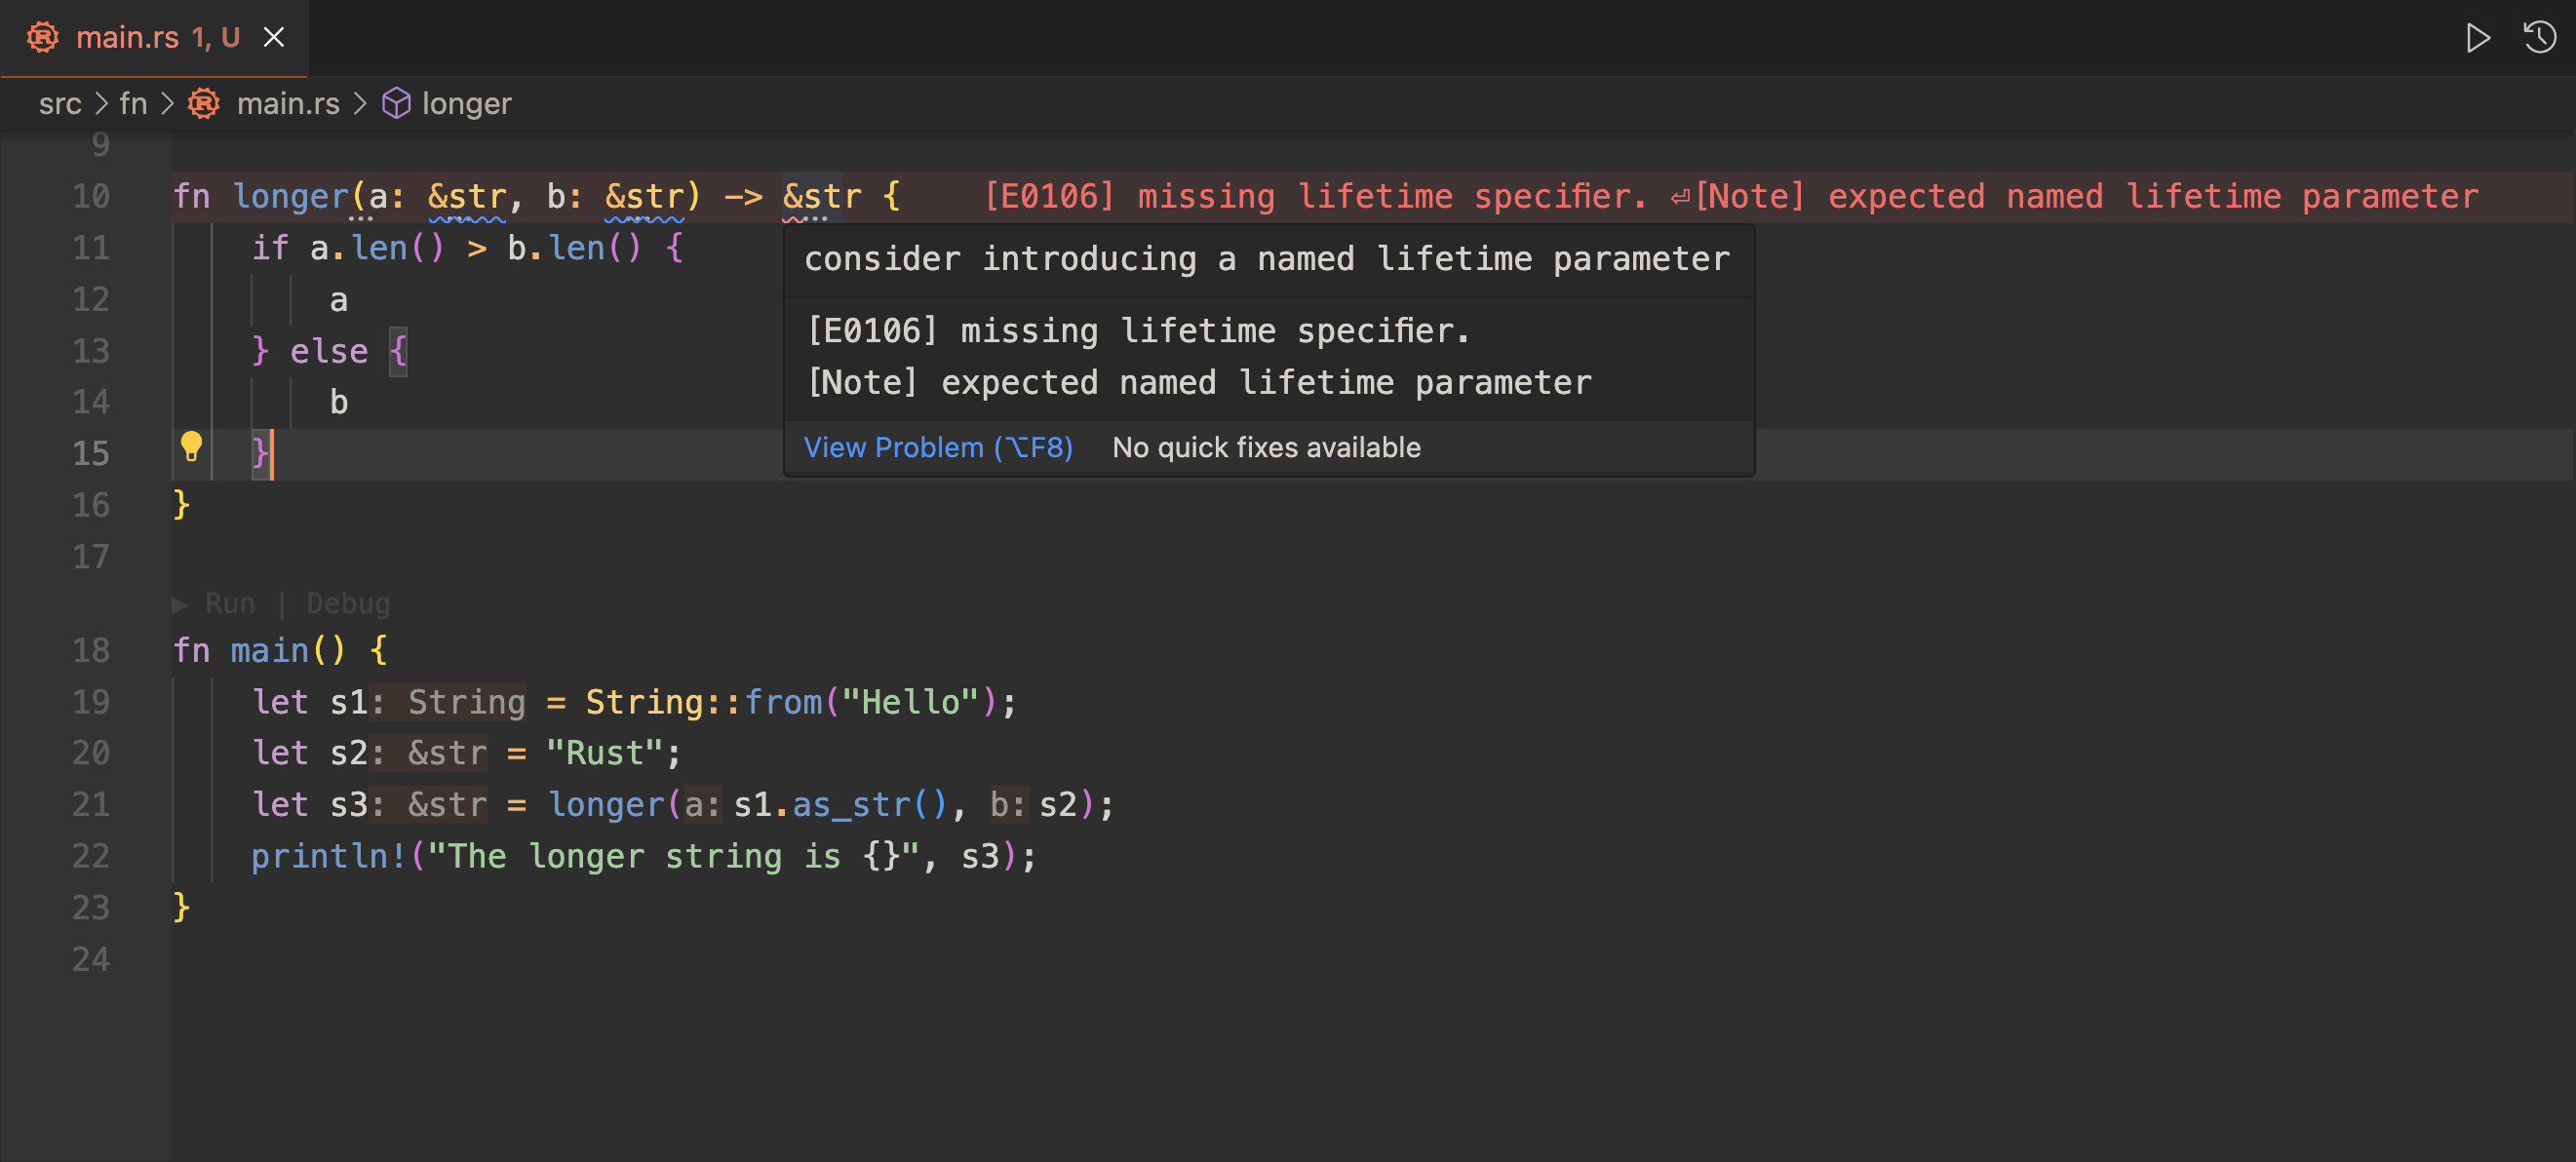 main.rs 1, U
src > fn > main.rs > longer
9
10 fn longer(a: &str, b: &str) -> &str { [E0106] missing lifetime specifier. ⏎[Note] expected named lifetime parameter
11 if a.len() > b.len() {
consider introducing a named lifetime parameter
12 a
[E0106] missing lifetime specifier.
13 } else {
[Note] expected named lifetime parameter
14 b
15 }
View Problem (⌥F8) No quick fixes available
16 }
17
▶ Run | Debug
18 fn main() {
19 let s1: String = String::from("Hello");
20 let s2: &str = "Rust";
21 let s3: &str = longer(a: s1.as_str(), b: s2);
22 println!("The longer string is {}", s3);
23 }
24